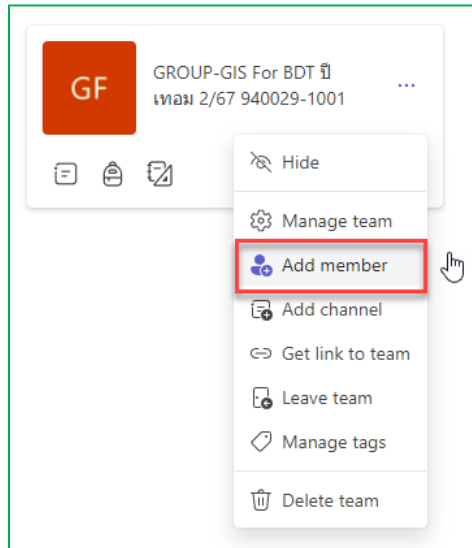 GF
GROUP-GIS For BDT ปี
เทอม 2/67 940029-1001
...
Hide
Manage team
Add member
Add channel
Get link to team
Leave team
Manage tags
Delete team